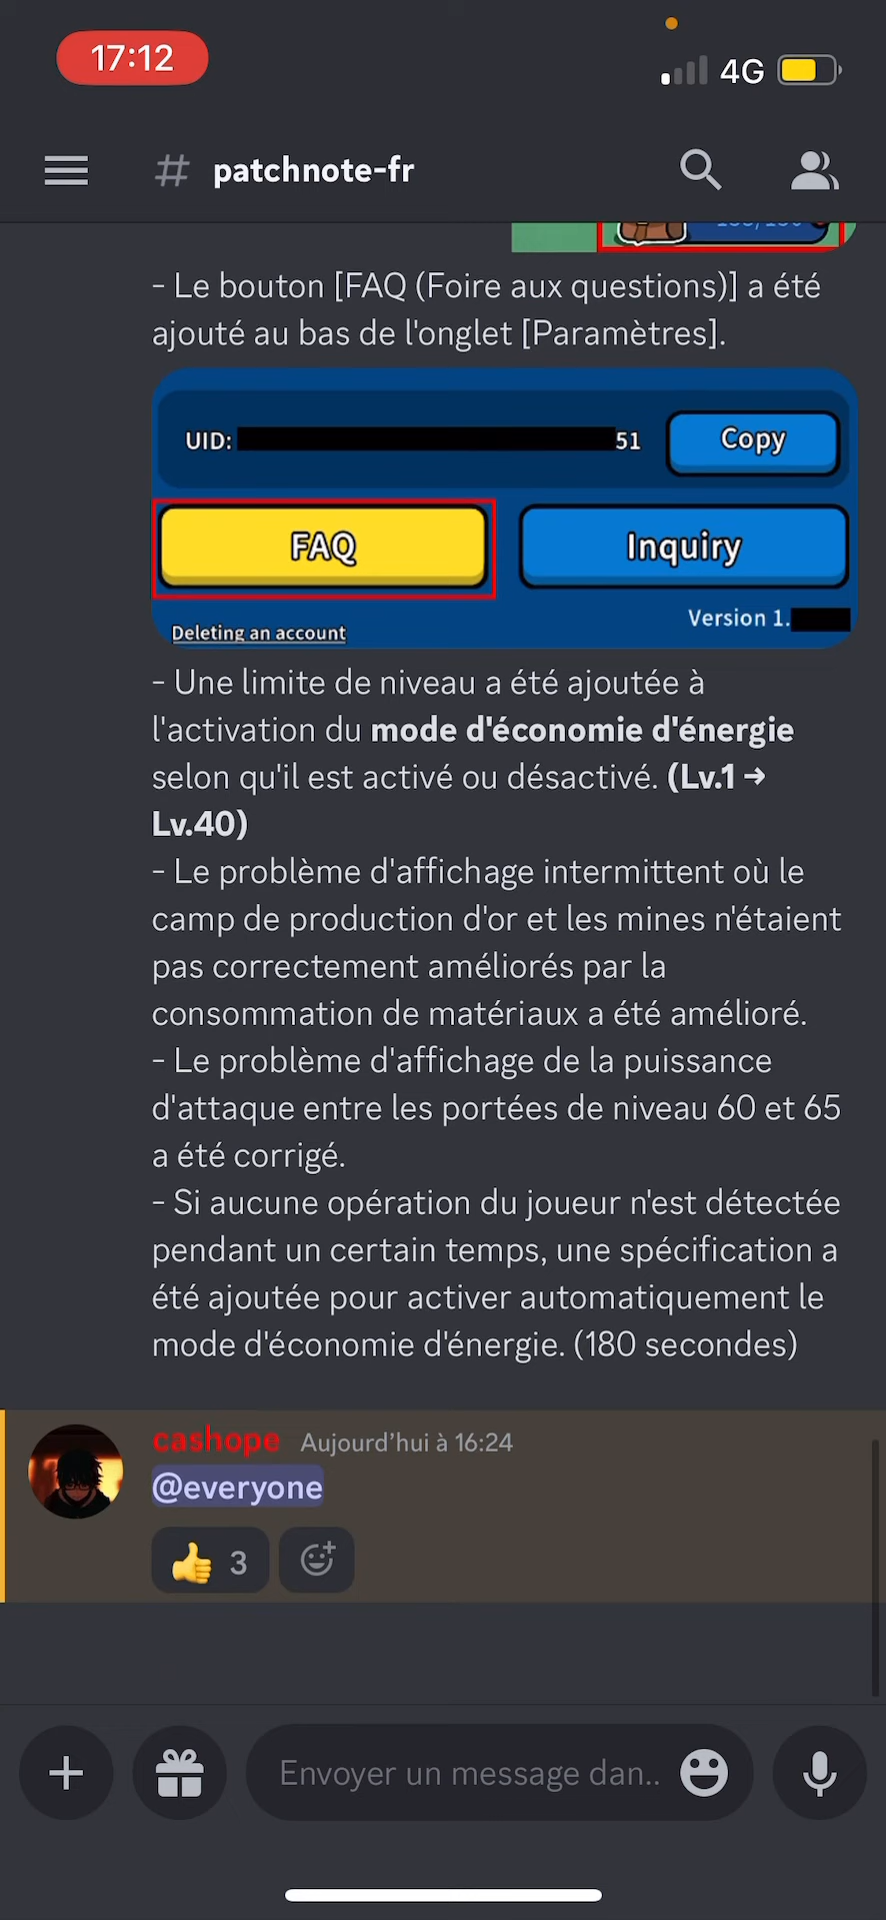 17:12
4G
# patchnote-fr
- Le bouton [FAQ (Foire aux questions)] a été
ajouté au bas de l'onglet [Paramètres].
UID: 51
Copy
FAQ
Inquiry
Version 1.
Deleting an account
- Une limite de niveau a été ajoutée à
l'activation du mode d'économie d'énergie
selon qu'il est activé ou désactivé. (Lv.1 →
Lv.40)
- Le problème d'affichage intermittent où le
camp de production d'or et les mines n'étaient
pas correctement améliorés par la
consommation de matériaux a été amélioré.
- Le problème d'affichage de la puissance
d'attaque entre les portées de niveau 60 et 65
a été corrigé.
- Si aucune opération du joueur n'est détectée
pendant un certain temps, une spécification a
été ajoutée pour activer automatiquement le
mode d'économie d'énergie. (180 secondes)
cashope Aujourd'hui à 16:24
@everyone
3
Envoyer un message dan..